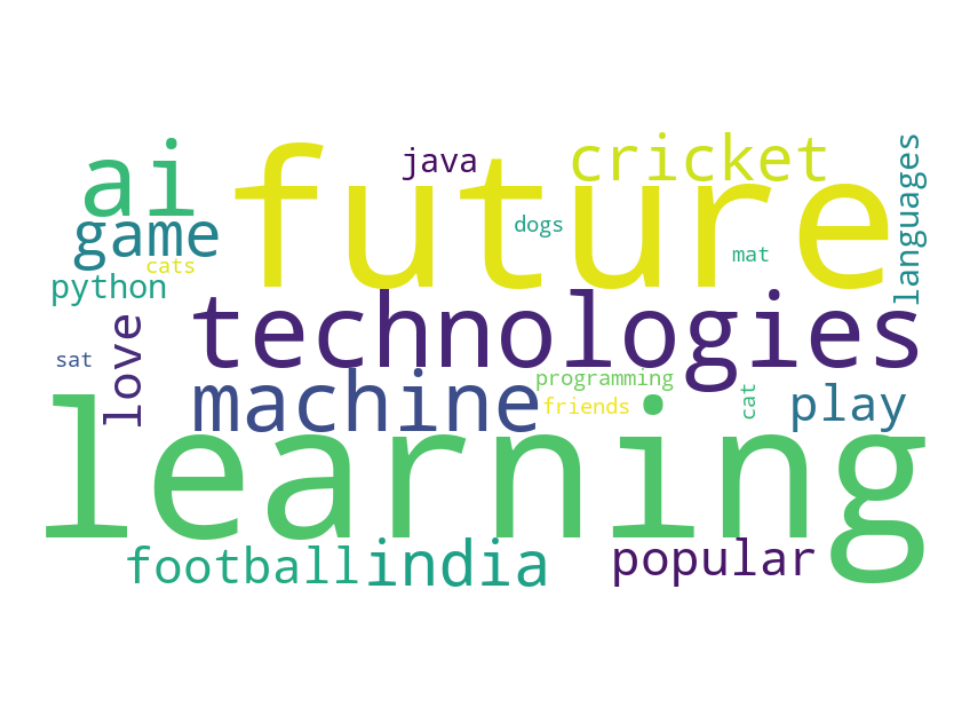 ai
future
java
cricket
languages
game
dogs
mat
cats
python
technologies
love
sat
machine
programming
friends
cat
play
learning
football
india
popular